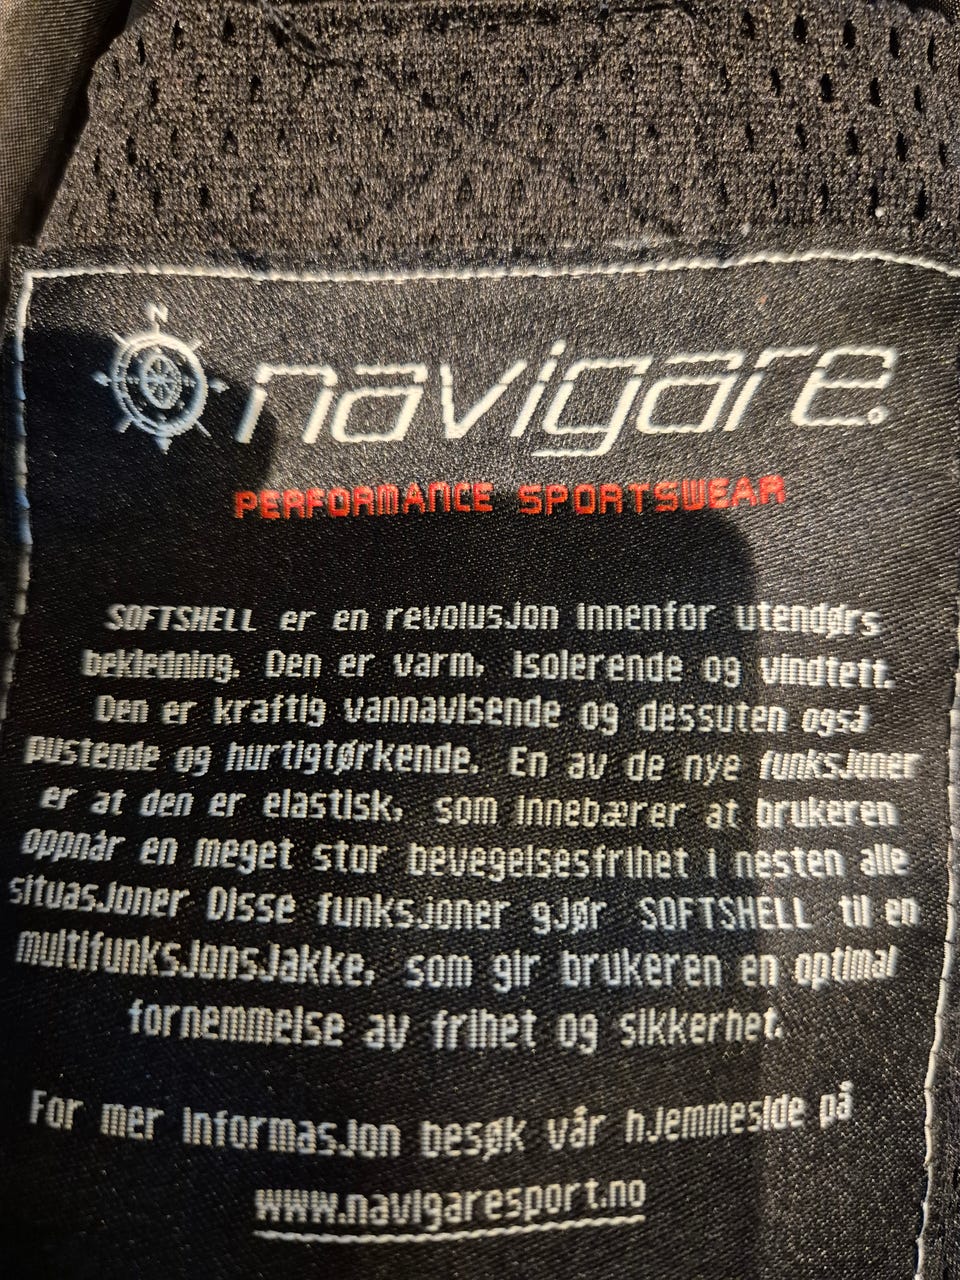 N
navigare.
PERFORMANCE SPORTSWEAR
SOFTSHELL er en revolusjon innenfor utendørs
bekledning. Den er varm, isolerende og vindtett.
Den er kraftig vannavisende og dessuten også
pustende og hurtigtørkende. En av de nye funksjoner
er at den er elastisk, som innebærer at brukeren
oppnår en meget stor bevegelsesfrihet i nesten alle
situasjoner Disse funksjoner gjør SOFTSHELL til en
multifunksjonsjakke, som gir brukeren en optimal
fornemmelse av frihet og sikkerhet.
For mer informasjon besøk vår hjemmeside på
www.navigaresport.no